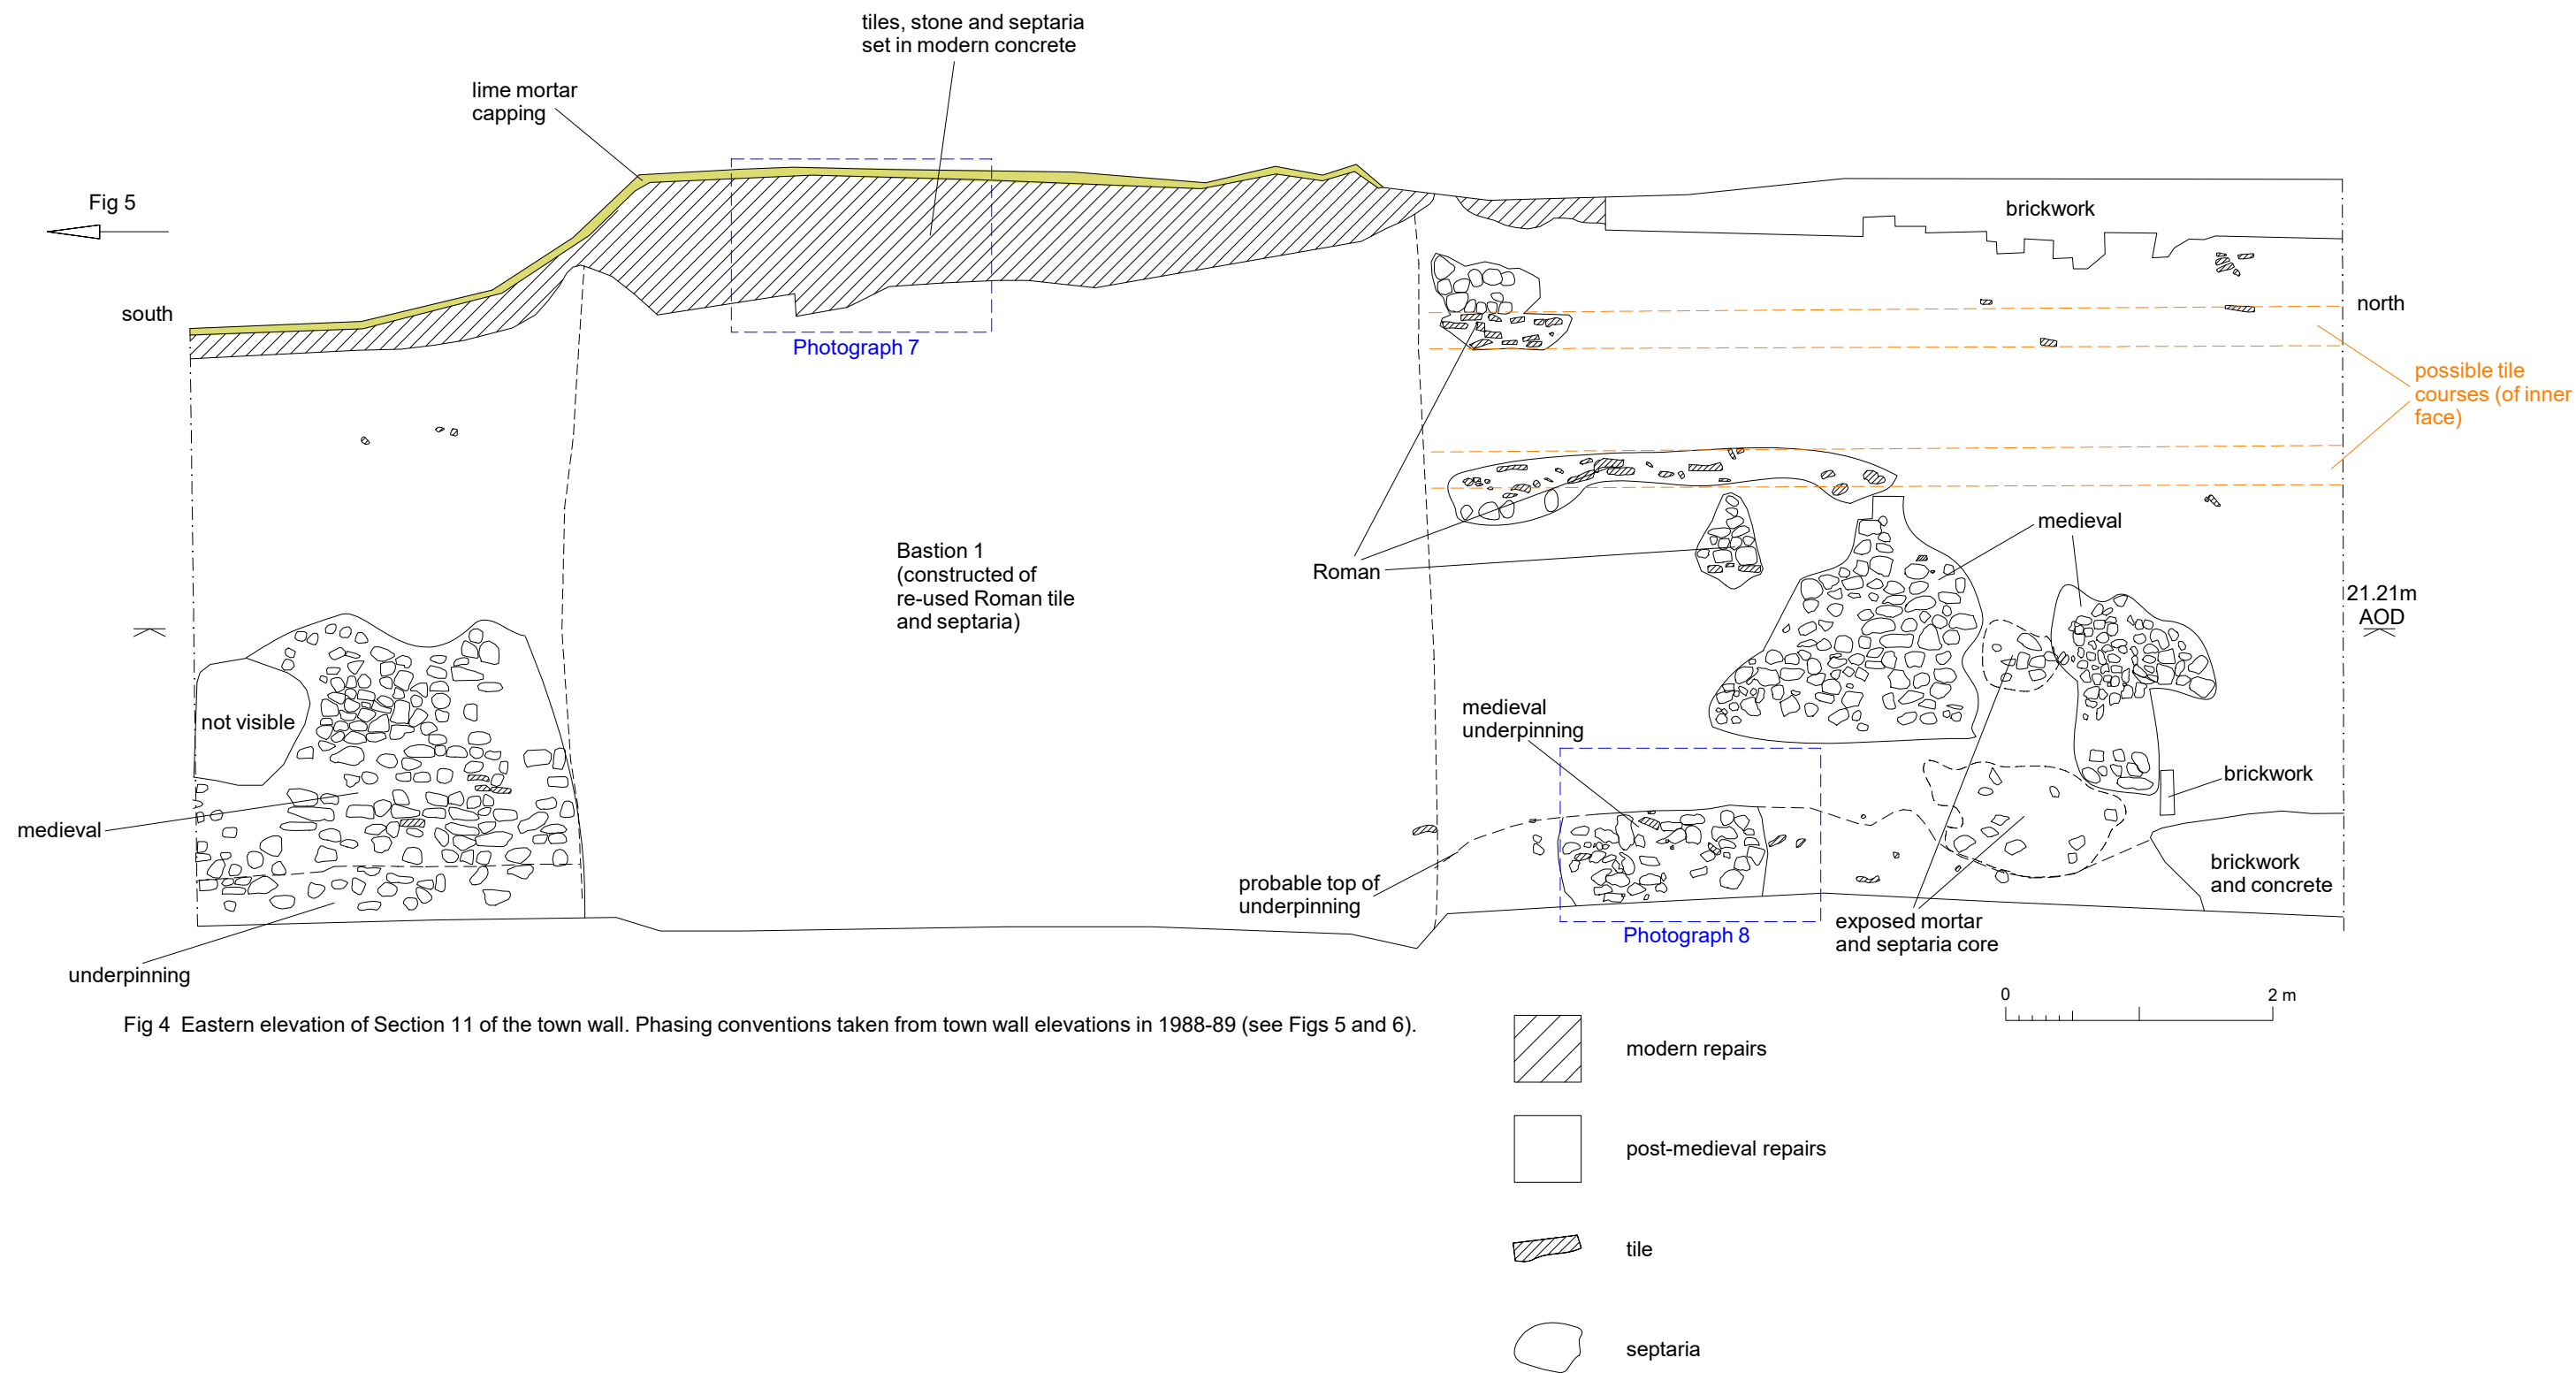 tiles, stone and septaria
set in modern concrete
lime mortar
capping
Fig 5
brickwork
south
north
Photograph 7
possible tile
courses (of inner
face)
medieval
Bastion 1
(constructed of
re-used Roman tile
and septaria)
Roman
21.21m
AOD
not visible
medieval
underpinning
brickwork
medieval
probable top of
underpinning
brickwork
and concrete
exposed mortar
and septaria core
Photograph 8
underpinning
0
2 m
Fig 4 Eastern elevation of Section 11 of the town wall. Phasing conventions taken from town wall elevations in 1988-89 (see Figs 5 and 6).
modern repairs
post-medieval repairs
tile
septaria